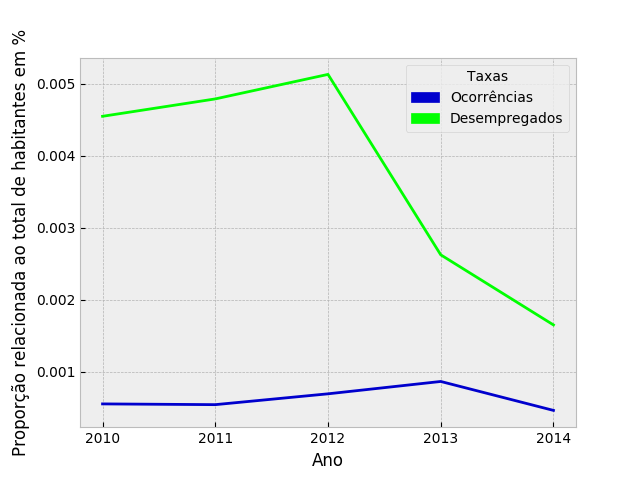 Proporção relacionada ao total de habitantes em %
0.005
0.004
0.003
0.002
0.001
Taxas
Ocorrências
Desempregados
2010 2011 2012 2013 2014
Ano